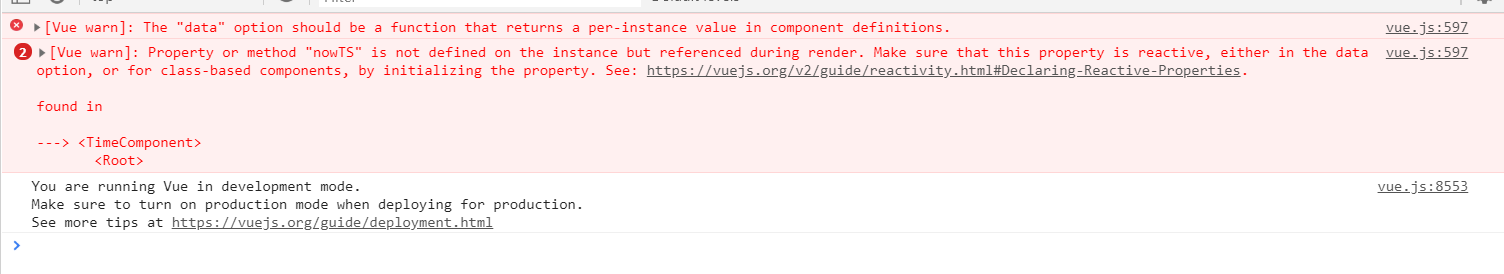 [Vue warn]: The "data" option should be a function that returns a per-instance value in component definitions. vue.js:597
2 [Vue warn]: Property or method "nowTS" is not defined on the instance but referenced during render. Make sure that this property is reactive, either in the data vue.js:597
option, or for class-based components, by initializing the property. See: https://vuejs.org/v2/guide/reactivity.html#Declaring-Reactive-Properties.
found in
---> <TimeComponent>
<Root>
You are running Vue in development mode. vue.js:8553
Make sure to turn on production mode when deploying for production.
See more tips at https://vuejs.org/guide/deployment.html
>